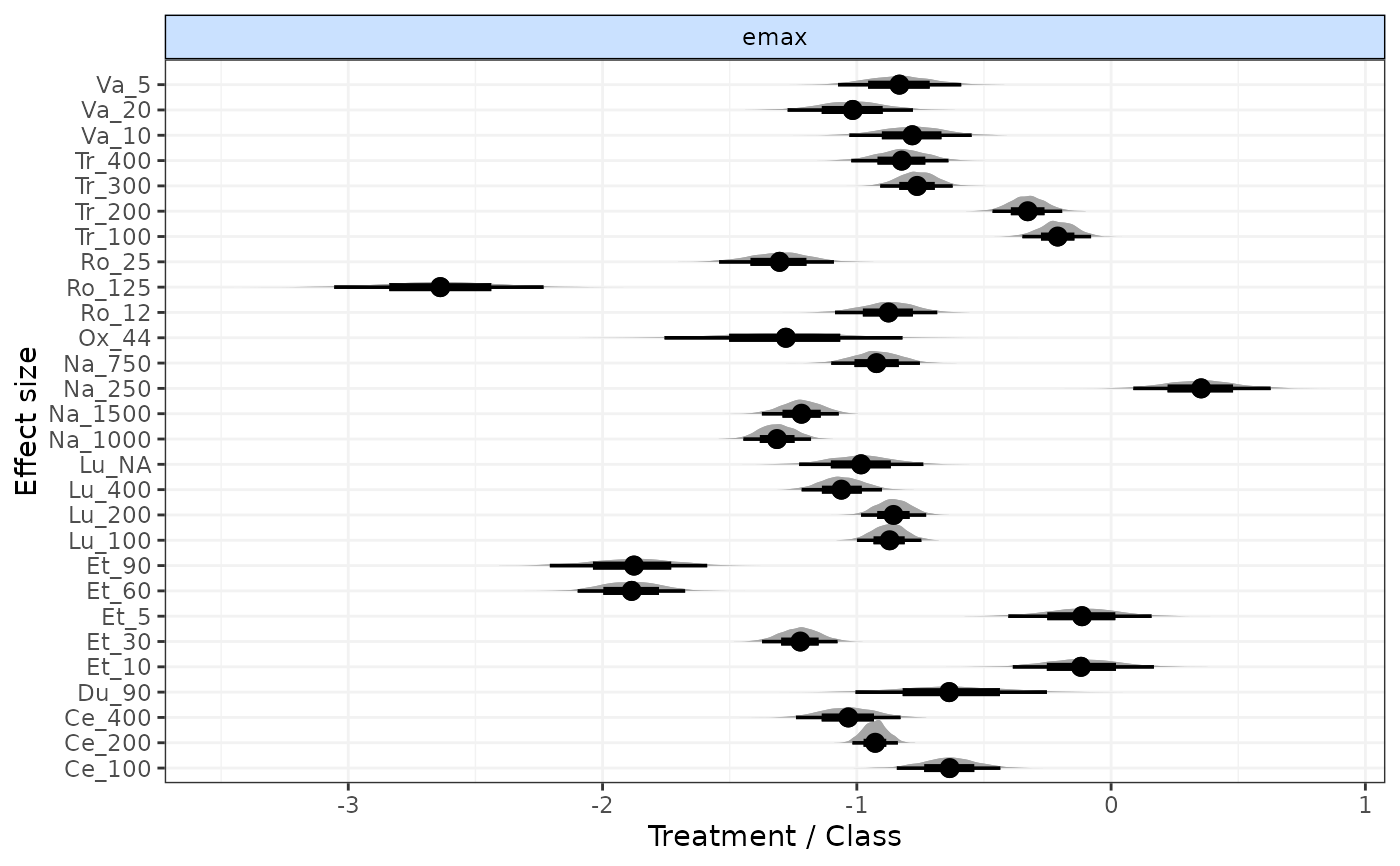 emax
Va_5
Va_20
Va_10
Tr_400
Tr_300
Tr_200
Tr_100
Ro_25
Ro_125
Ro_12
Ox_44
Na_750
Na_250
Na_1500
Na_1000
Lu_NA
Lu_400
Lu_200
Lu_100
Et_90
Et_60
Et_5
Et_30
Et_10
Du_90
Ce_400
Ce_200
Ce_100
Effect size
-3 -2 -1 0 1
Treatment / Class